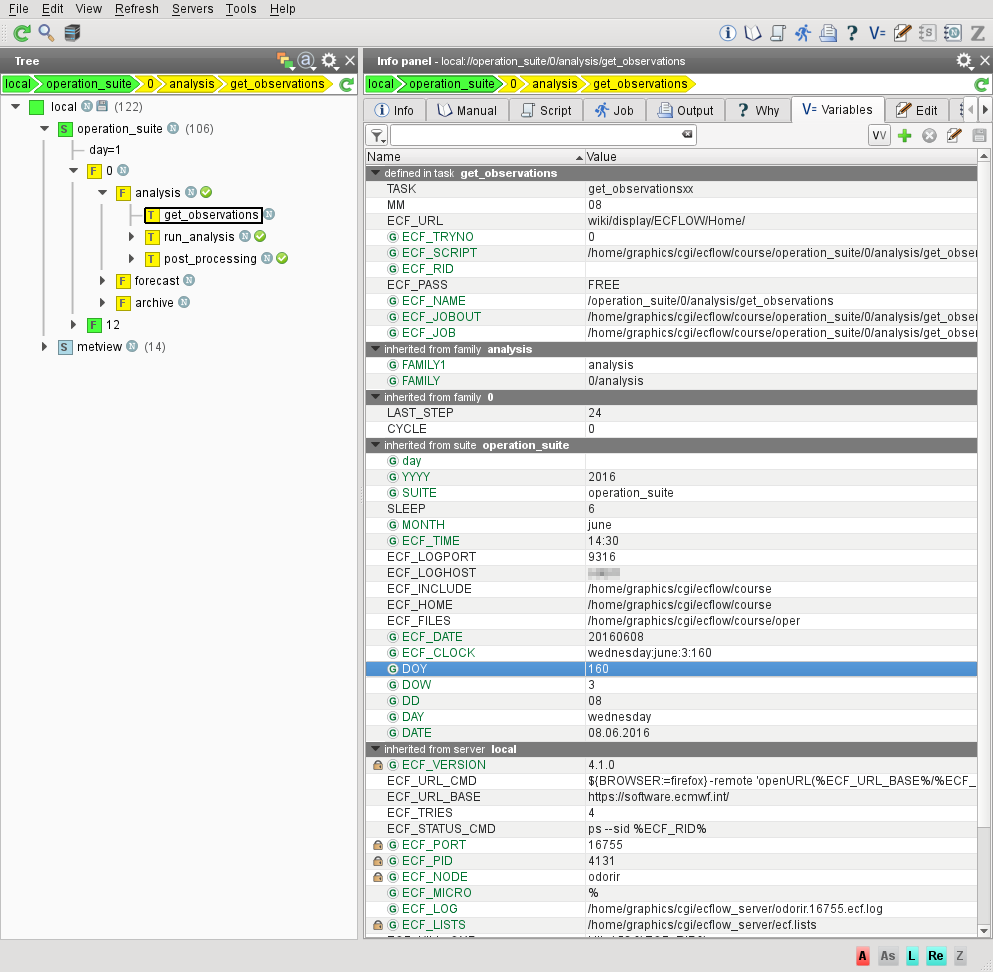 File Edit View Refresh Servers Tools Help
Tree
local operation_suite 0 analysis get_observations
local (122)
S operation_suite (106)
day=1
F 0
F analysis
T get_observations
T run_analysis
T post_processing
F forecast
F archive
F 12
S metview (14)
Info panel - local://operation_suite/0/analysis/get_observations
local operation_suite 0 analysis get_observations
Info Manual Script Job Output ? Why V= Variables Edit
Name Value
defined in task get_observations
TASK get_observationsxx
MM 08
ECF_URL wiki/display/ECFLOW/Home/
G ECF_TRYNO 0
G ECF_SCRIPT /home/graphics/cgi/ecflow/course/operation_suite/0/analysis/get_obser
G ECF_RID
ECF_PASS FREE
G ECF_NAME /operation_suite/0/analysis/get_observations
G ECF_JOBOUT /home/graphics/cgi/ecflow/course/operation_suite/0/analysis/get_obser
G ECF_JOB /home/graphics/cgi/ecflow/course/operation_suite/0/analysis/get_obser
inherited from family analysis
G FAMILY1 analysis
G FAMILY 0/analysis
inherited from family 0
LAST_STEP 24
CYCLE 0
inherited from suite operation_suite
G day
G YYYY 2016
G SUITE operation_suite
SLEEP 6
G MONTH june
G ECF_TIME 14:30
ECF_LOGPORT 9316
ECF_LOGHOST
ECF_INCLUDE /home/graphics/cgi/ecflow/course
ECF_HOME /home/graphics/cgi/ecflow/course
ECF_FILES /home/graphics/cgi/ecflow/course/oper
G ECF_DATE 20160608
G ECF_CLOCK wednesday:june:3:160
G DOY 160
G DOW 3
G DD 08
G DAY wednesday
G DATE 08.06.2016
inherited from server local
G ECF_VERSION 4.1.0
ECF_URL_CMD ${BROWSER:=firefox} -remote 'openURL(%ECF_URL_BASE%/%ECF_
ECF_URL_BASE https://software.ecmwf.int/
ECF_TRIES 4
ECF_STATUS_CMD ps --sid %ECF_RID%
G ECF_PORT 16755
G ECF_PID 4131
G ECF_NODE odorir
G ECF_MICRO %
G ECF_LOG /home/graphics/cgi/ecflow_server/odorir.16755.ecf.log
G ECF_LISTS /home/graphics/cgi/ecflow_server/ecf.lists
A As L Re Z